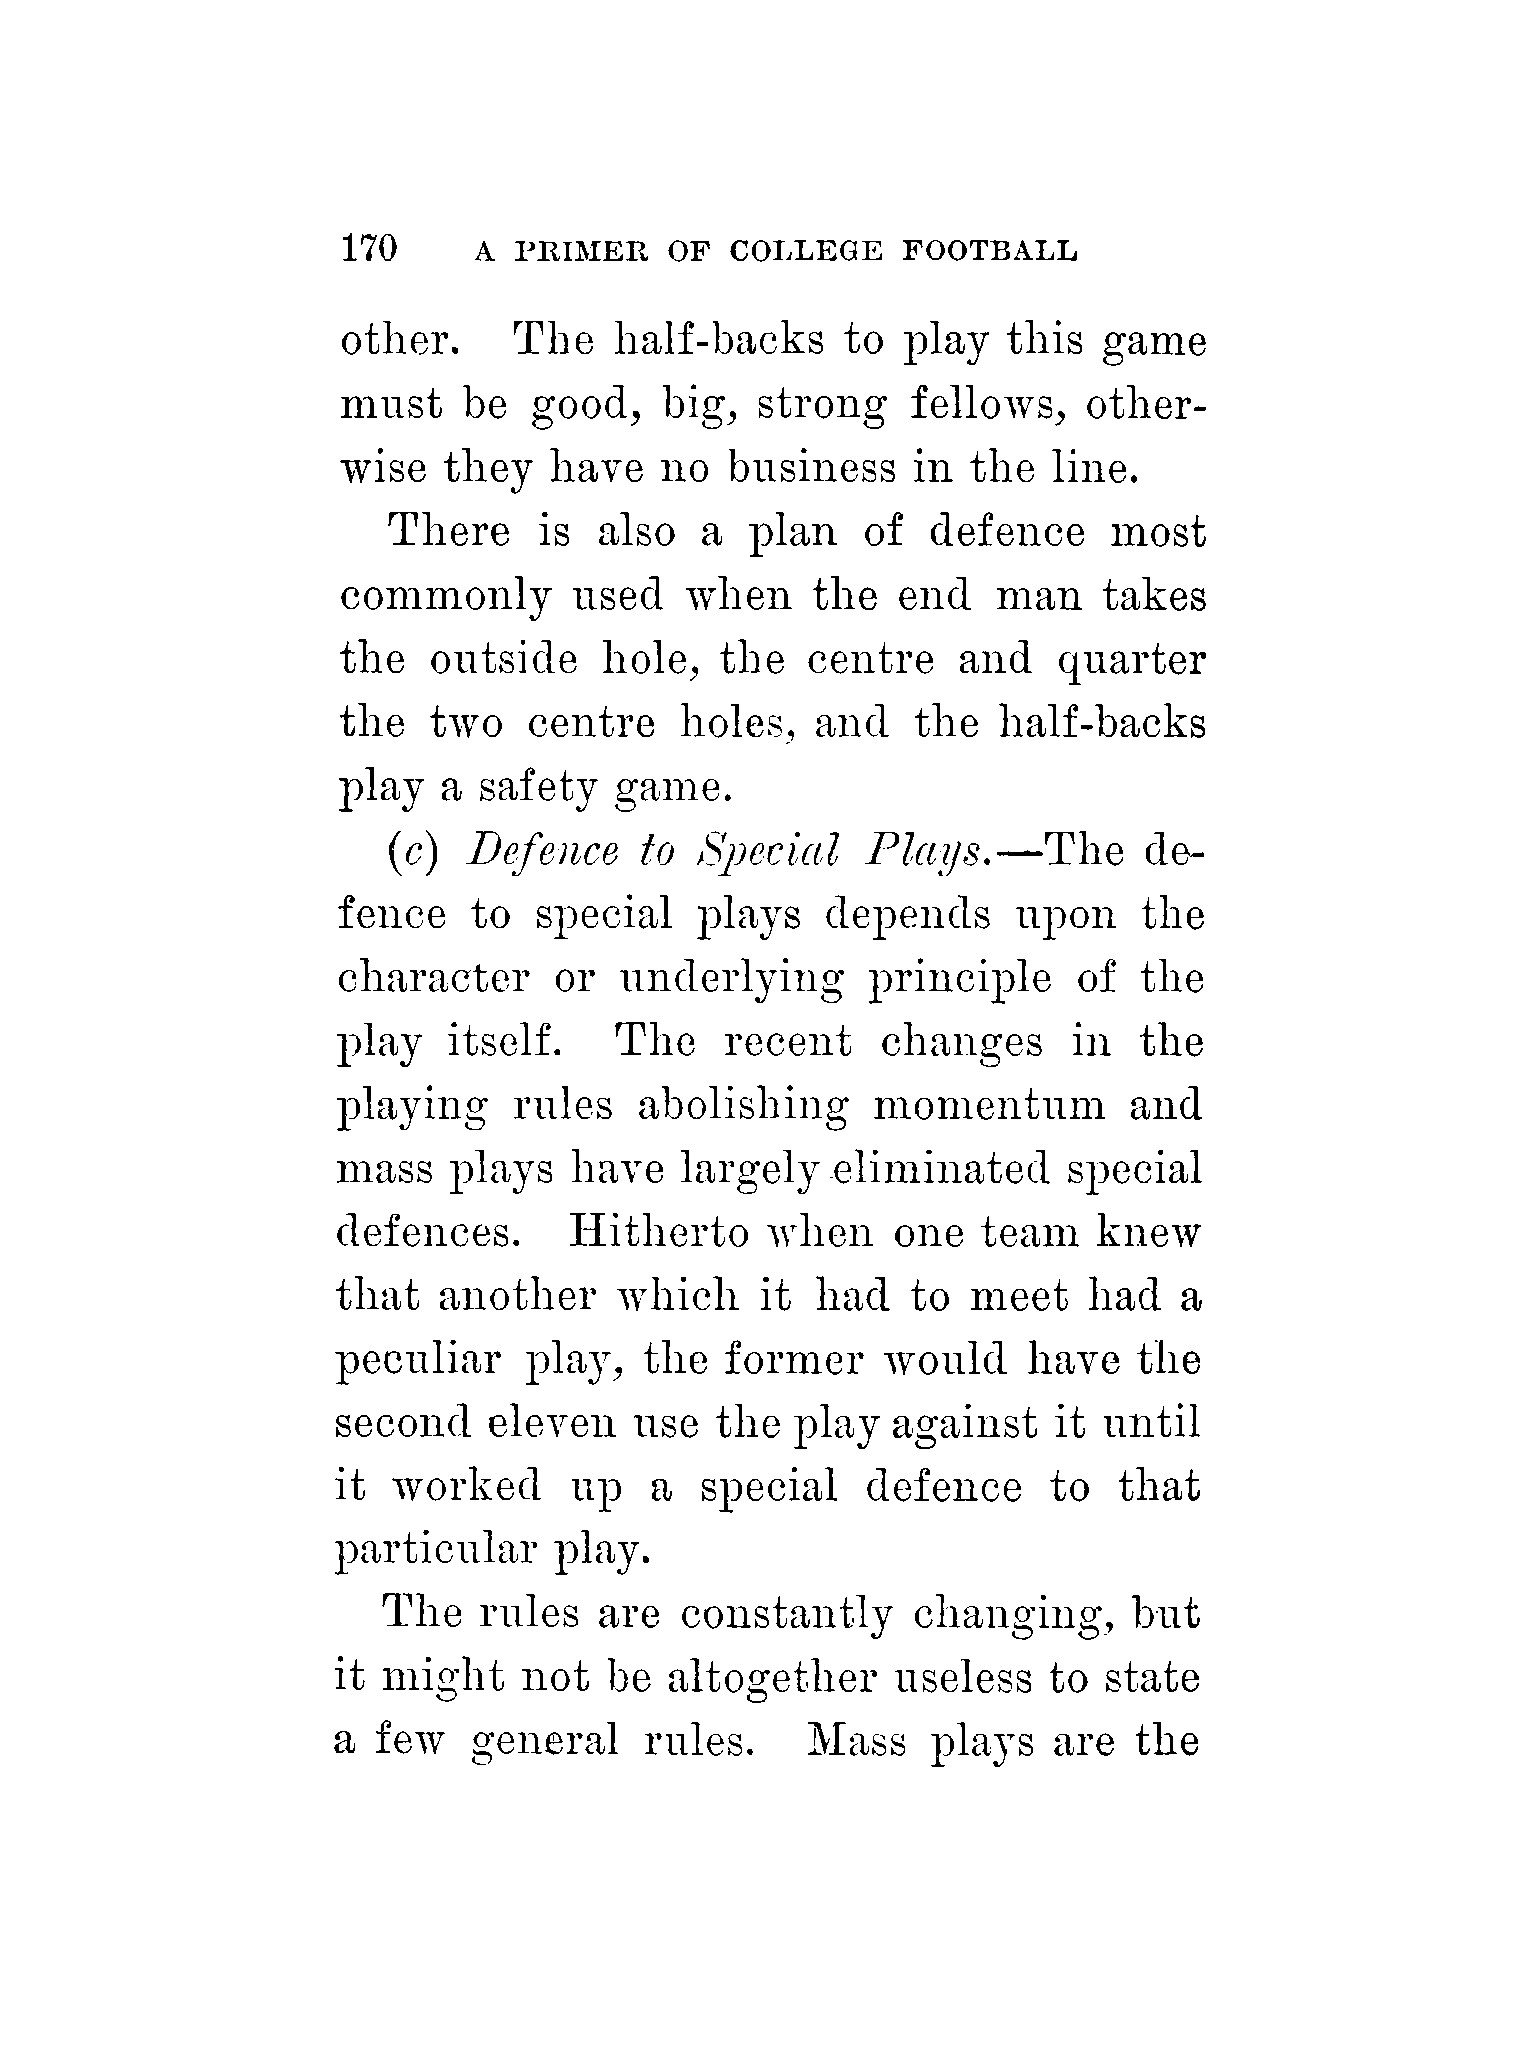 170 A PRIMER OF COLLEGE FOOTBALL
other. The half-backs to play this game
must be good, big, strong fellows, other-
wise they have no business in the line.
There is also a plan of defence most
commonly used when the end man takes
the outside hole, the centre and quarter
the two centre holes, and the half-backs
play a safety game.
(c) Defence to Special Plays.—The de-
fence to special plays depends upon the
character or underlying principle of the
play itself. The recent changes in the
playing rules abolishing momentum and
mass plays have largely eliminated special
defences. Hitherto when one team knew
that another which it had to meet had a
peculiar play, the former would have the
second eleven use the play against it until
it worked up a special defence to that
particular play.
The rules are constantly changing, but
it might not be altogether useless to state
a few general rules. Mass plays are the